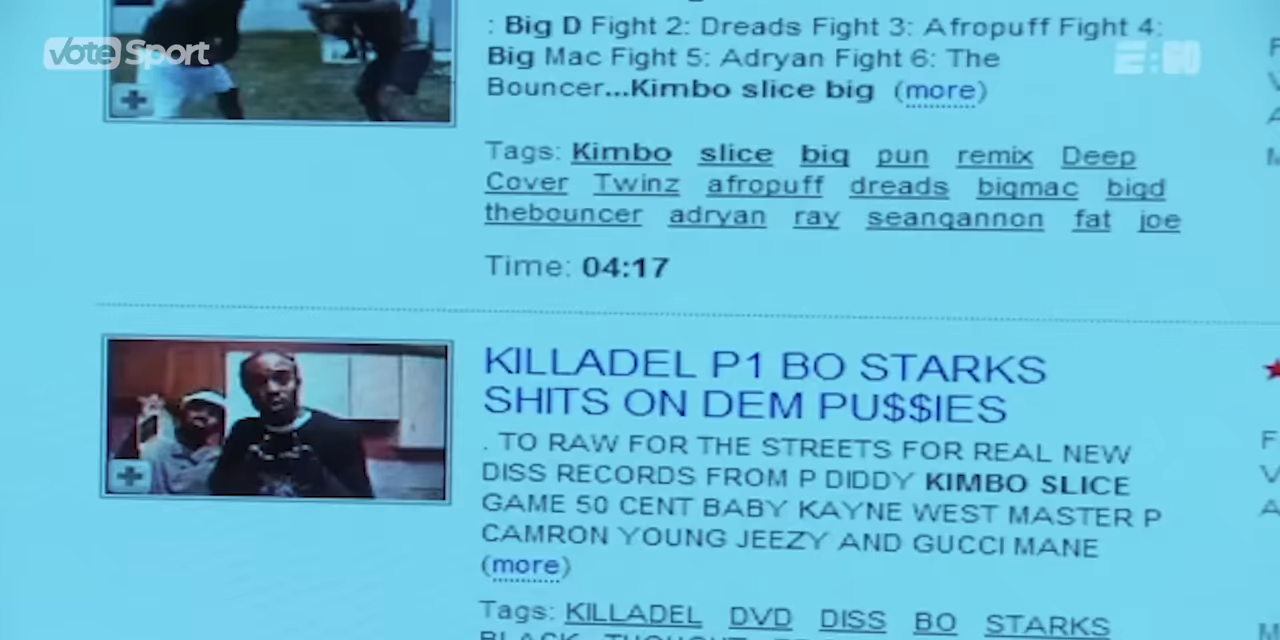 vote Sport
: Big D Fight 2: Dreads Fight 3: Afropuff Fight 4:
Big Mac Fight 5: Adryan Fight 6: The
Bouncer...Kimbo slice big (more)
Tags: Kimbo slice big pun remix Deep
Cover Twinz afropuff dreads bigmac bigd
thebouncer adryan ray seangannon fat joe
Time: 04:17
KILLADEL P1 BO STARKS
SHITS ON DEM PU$$IES
. TO RAW FOR THE STREETS FOR REAL NEW
DISS RECORDS FROM P DIDDY KIMBO SLICE
GAME 50 CENT BABY KAYNE WEST MASTER P
CAMRON YOUNG JEEZY AND GUCCI MANE
(more)
Tags: KILLADEL DVD DISS BO STARKS
BLACK THOUGHT